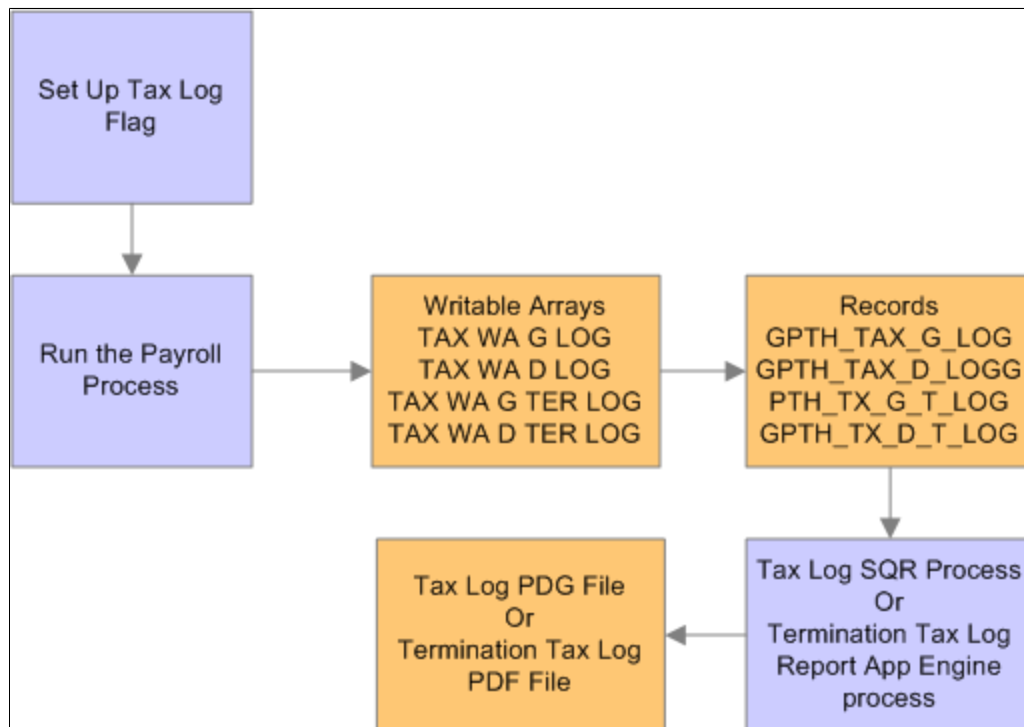 Set Up Tax Log
Flag
Run the Payroll
Process
Writable Arrays
TAX WA G LOG
TAX WA D LOG
TAX WA G TER LOG
TAX WA D TER LOG
Records
GPTH_TAX_G_LOG
GPTH_TAX_D_LOGG
PTH_TX_G_T_LOG
GPTH_TX_D_T_LOG
Tax Log SQR Process
Or
Termination Tax Log
Report App Engine
process
Tax Log PDG File
Or
Termination Tax Log
PDF File